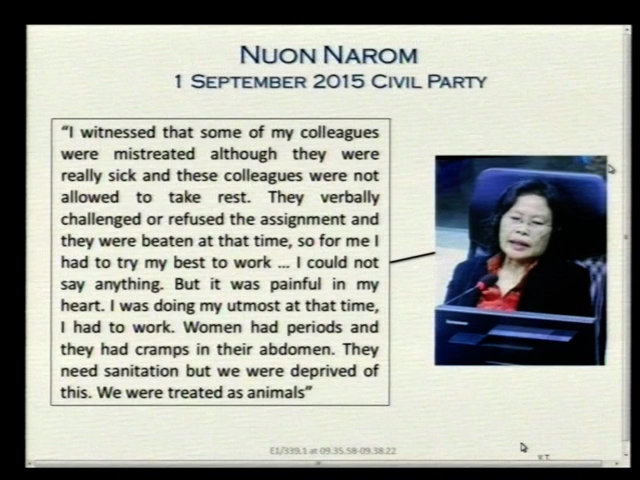 NUON NAROM
1 SEPTEMBER 2015 CIVIL PARTY
“I witnessed that some of my colleagues
were mistreated although they were
really sick and these colleagues were not
allowed to take rest. They verbally
challenged or refused the assignment and
they were beaten at that time, so for me I
had to try my best to work ... I could not
say anything. But it was painful in my
heart. I was doing my utmost at that time,
I had to work. Women had periods and
they had cramps in their abdomen. They
need sanitation but we were deprived of
this. We were treated as animals”
E1/339.1 at 09.35.58-09.38.22